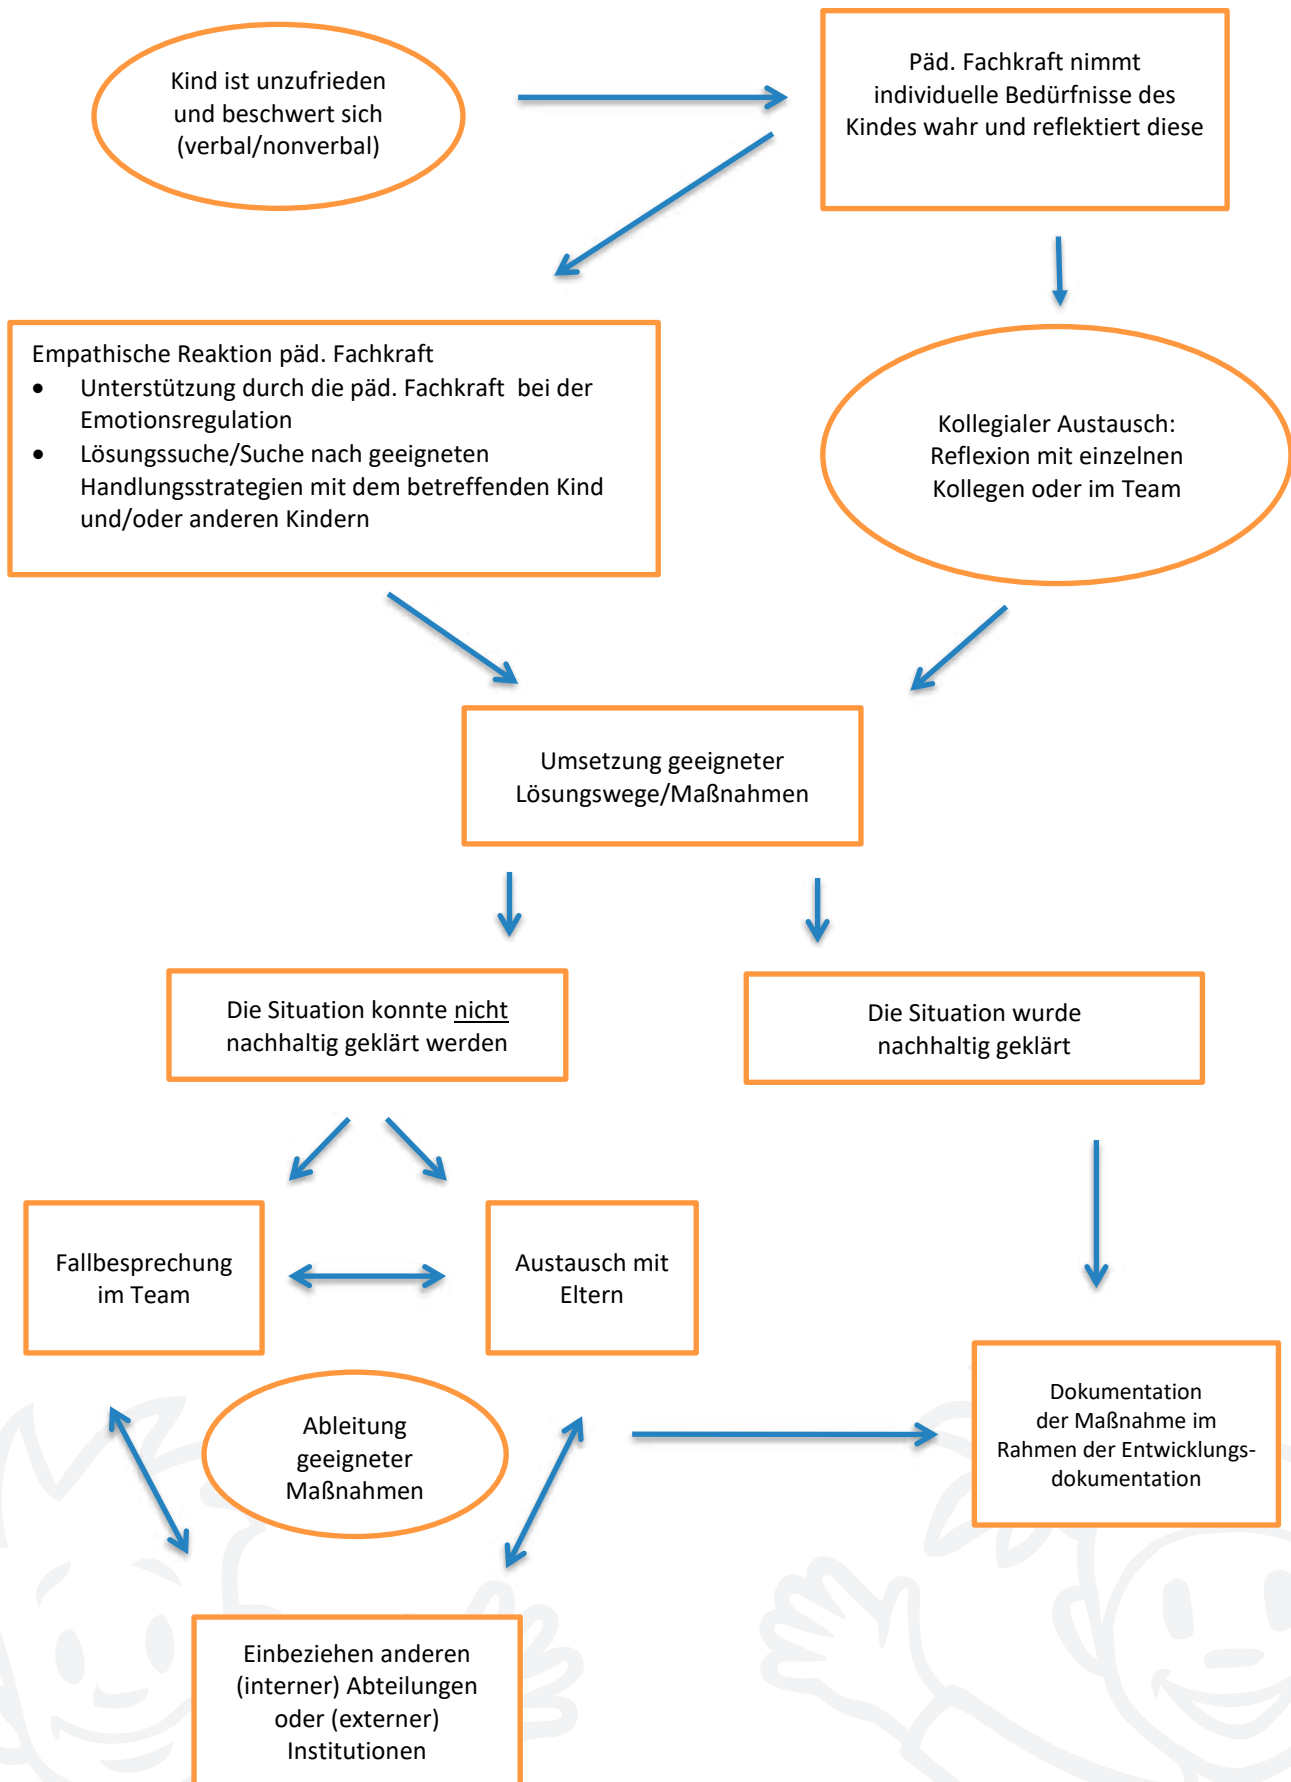 Kind ist unzufrieden
und beschwert sich
(verbal/nonverbal)
Päd. Fachkraft nimmt
individuelle Bedürfnisse des
Kindes wahr und reflektiert diese
Empathische Reaktion päd. Fachkraft
• Unterstützung durch die päd. Fachkraft bei der
Emotionsregulation
• Lösungssuche/Suche nach geeigneten
Handlungsstrategien mit dem betreffenden Kind
und/oder anderen Kindern
Kollegialer Austausch:
Reflexion mit einzelnen
Kollegen oder im Team
Umsetzung geeigneter
Lösungswege/Maßnahmen
Die Situation konnte nicht
nachhaltig geklärt werden
Die Situation wurde
nachhaltig geklärt
Fallbesprechung
im Team
Austausch mit
Eltern
Ableitung
geeigneter
Maßnahmen
Dokumentation
der Maßnahme im
Rahmen der Entwicklungs-
dokumentation
Einbeziehen anderen
(interner) Abteilungen
oder (externer)
Institutionen